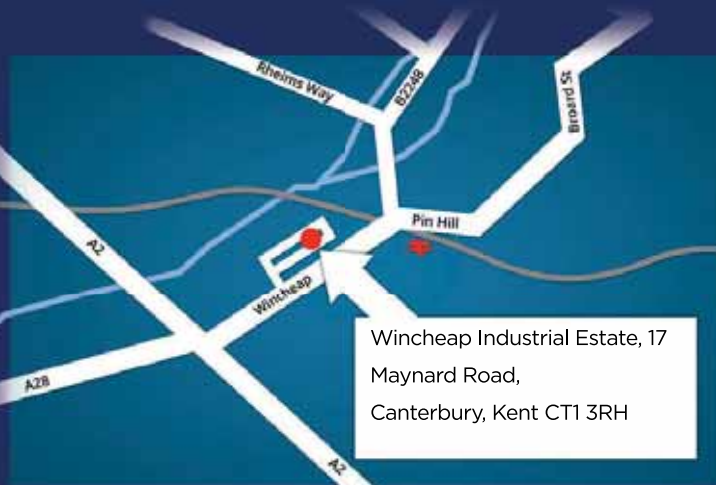 Rheims Way
B2248
Broard St
Pin Hill
A2
Wincheap
A28
A2
Wincheap Industrial Estate, 17
Maynard Road,
Canterbury, Kent CT1 3RH